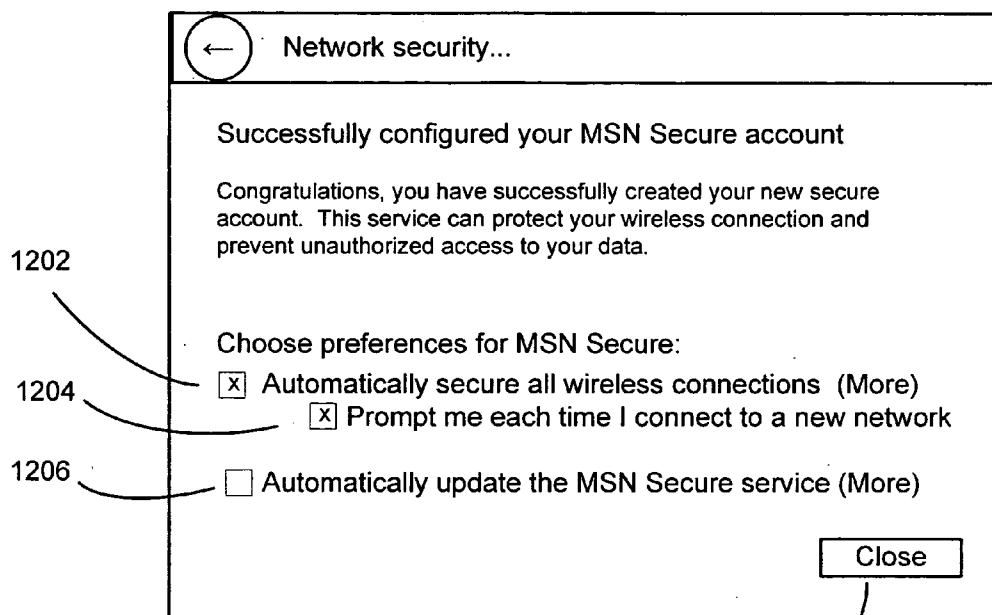 ← Network security...
Successfully configured your MSN Secure account
Congratulations, you have successfully created your new secure
account. This service can protect your wireless connection and
prevent unauthorized access to your data.
1202
Choose preferences for MSN Secure:
x Automatically secure all wireless connections (More)
1204
x Prompt me each time I connect to a new network
1206
Automatically update the MSN Secure service (More)
Close